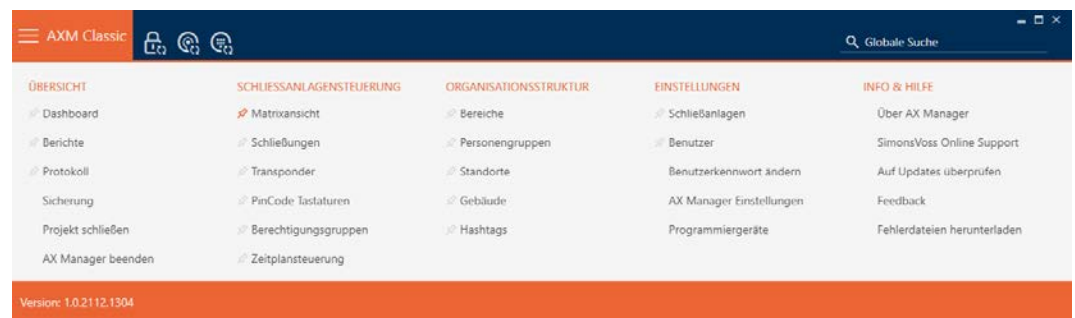 AXM Classic
Globale Suche
ÜBERSICHT
Dashboard
Berichte
Protokoll
Sicherung
Projekt schließen
AX Manager beenden
SCHLIESSANLAGENSTEUERUNG
Matrixansicht
Schließungen
Transponder
PinCode Tastaturen
Berechtigungsgruppen
Zeitplansteuerung
ORGANISATIONSSTRUKTUR
Bereiche
Personengruppen
Standorte
Gebäude
Hashtags
EINSTELLUNGEN
Schließanlagen
Benutzer
Benutzerkennwort ändern
AX Manager Einstellungen
Programmiergeräte
INFO & HILFE
Über AX Manager
SimonsVoss Online Support
Auf Updates überprüfen
Feedback
Fehlerdateien herunterladen
Version: 1.0.2112.1304